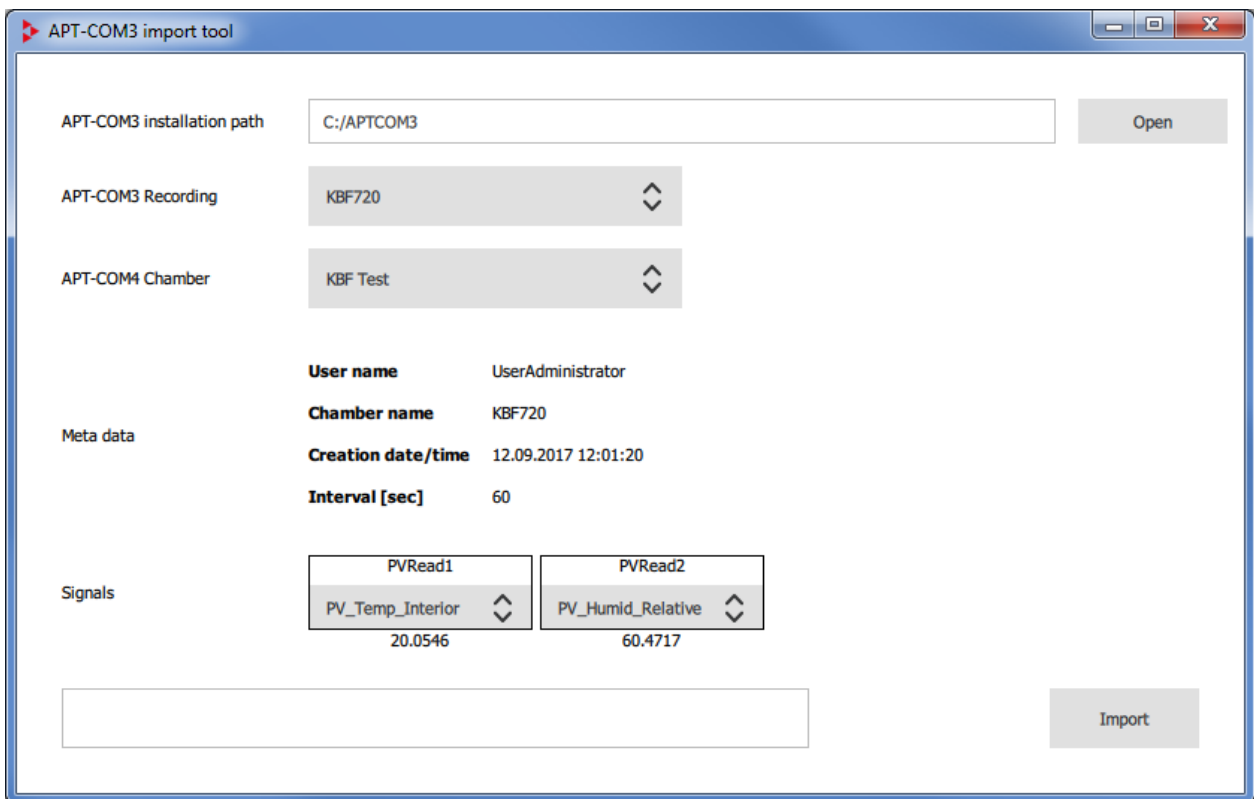 APT-COM3 import tool
APT-COM3 installation path C:/APTCOM3 Open
APT-COM3 Recording KBF720
APT-COM4 Chamber KBF Test
User name UserAdministrator
Chamber name KBF720
Meta data
Creation date/time 12.09.2017 12:01:20
Interval [sec] 60
PVRead1 PVRead2
Signals
PV_Temp_Interior PV_Humid_Relative
20.0546 60.4717
Import